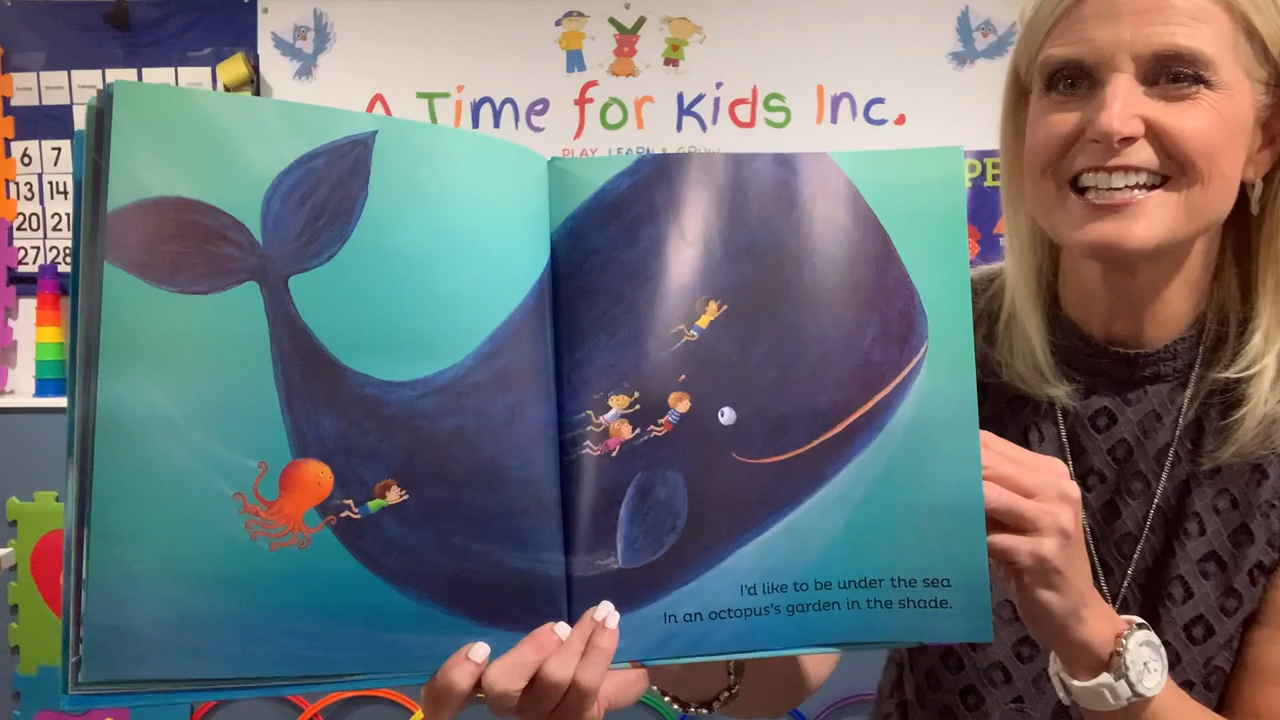 A Time for Kids Inc.
PLAY, LEARN & GROW
PE
6 7
13 14
20 21
27 28
I'd like to be under the sea
In an octopus's garden in the shade.